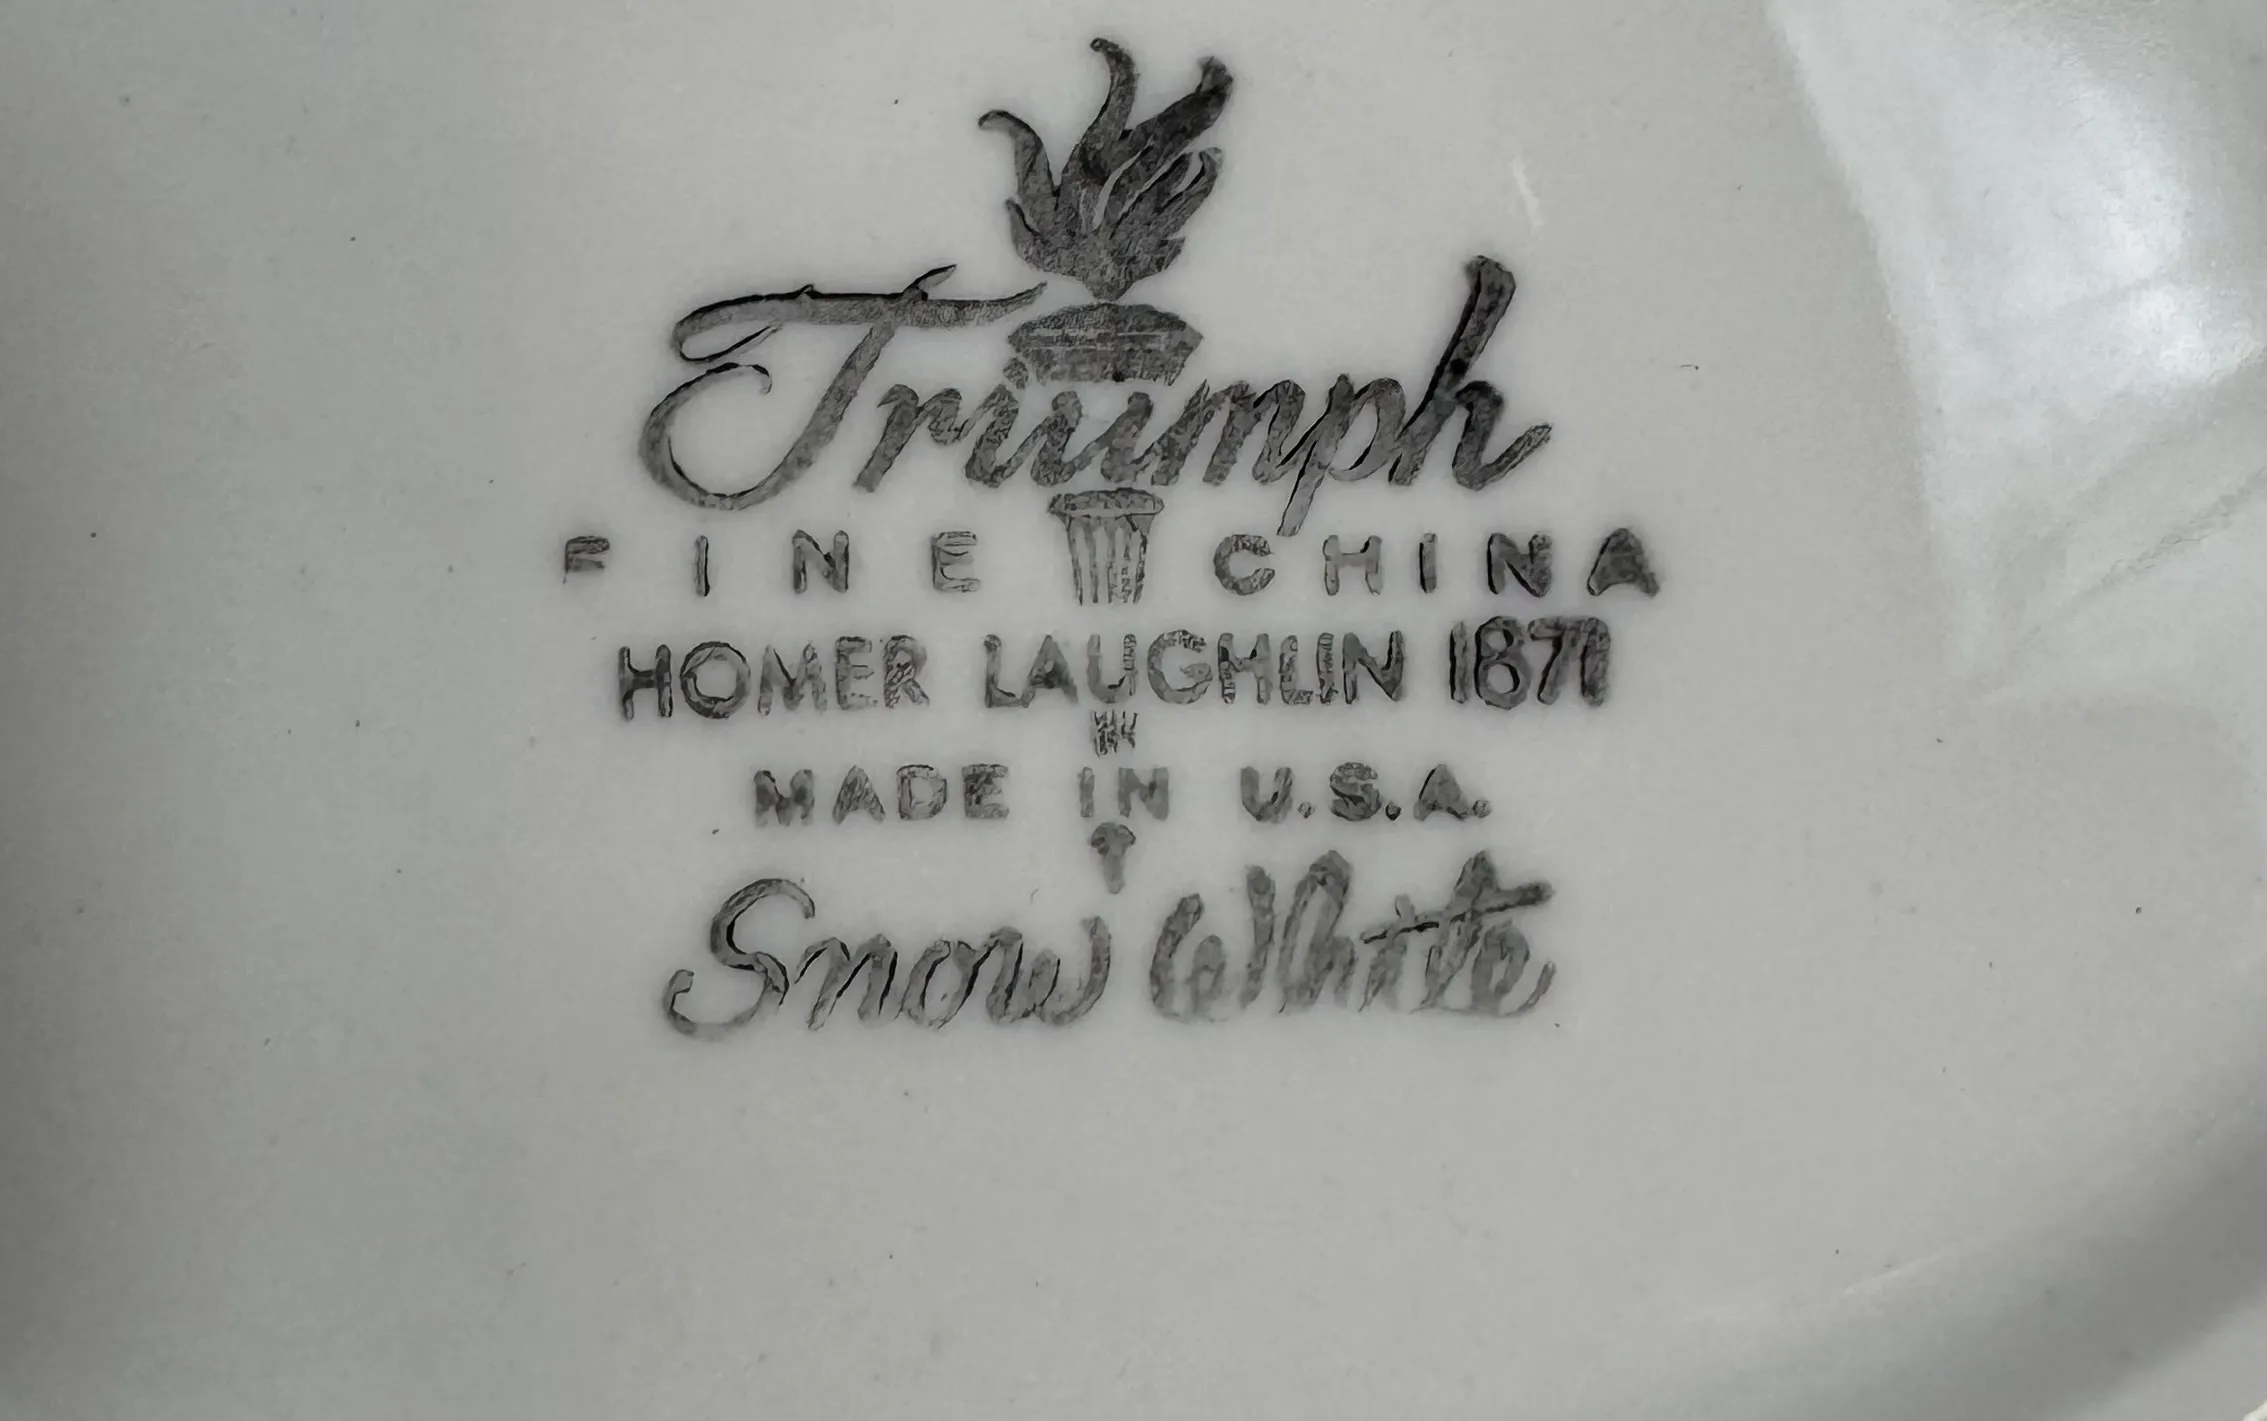 Triumph
FINE CHINA
HOMER LAUGHLIN 1871
MADE IN U.S.A.
Snow White